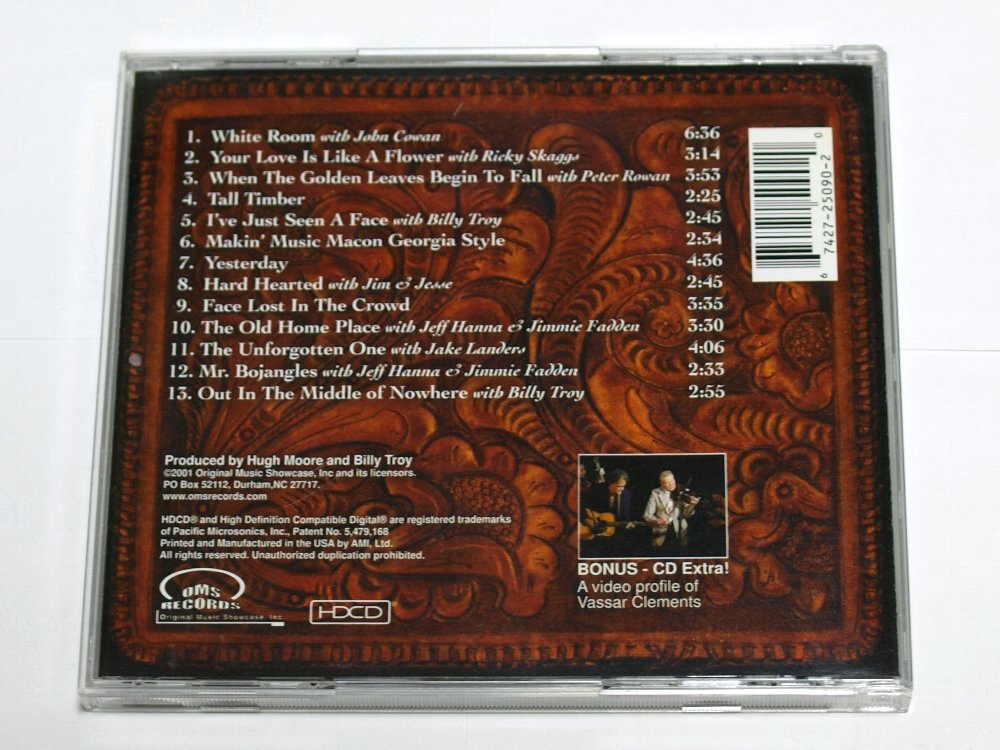 1. White Room with John Cowan 6:36
2. Your Love Is Like A Flower with Ricky Skaggs 3:14
3. When The Golden Leaves Begin To Fall with Peter Rowan 3:53
4. Tall Timber 2:25
5. I've Just Seen A Face with Billy Troy 2:45
6. Makin' Music Macon Georgia Style 2:34
7. Yesterday 4:36
8. Hard Hearted with Jim & Jesse 2:45
9. Face Lost In The Crowd 3:35
10. The Old Home Place with Jeff Hanna & Jimmie Fadden 3:30
11. The Unforgotten One with Jake Landers 4:06
12. Mr. Bojangles with Jeff Hanna & Jimmie Fadden 2:33
13. Out In The Middle of Nowhere with Billy Troy 2:55
6 7427-25090-2 0
Produced by Hugh Moore and Billy Troy
©2001 Original Music Showcase, Inc and its licensors.
PO Box 52112, Durham,NC 27717.
www.omsrecords.com
HDCD® and High Definition Compatible Digital® are registered trademarks
of Pacific Microsonics, Inc., Patent No. 5,479,168
Printed and Manufactured in the USA by AMI, Ltd.
All rights reserved. Unauthorized duplication prohibited.
OMS
RECORDS
Original Music Showcase, Inc.
HDCD®
BONUS - CD Extra!
A video profile of
Vassar Clements